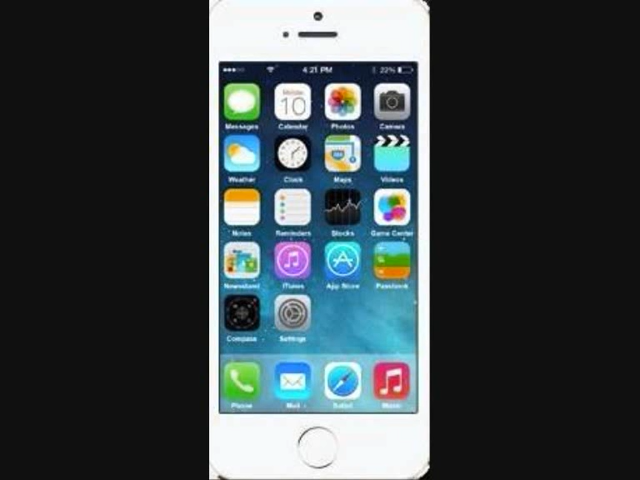 4:21 PM 22%
Monday
10
Messages Calendar Photos Camera
Weather Clock Maps Videos
Notes Reminders Stocks Game Center
Newsstand iTunes App Store Passbook
Compass Settings
Phone Mail Safari Music